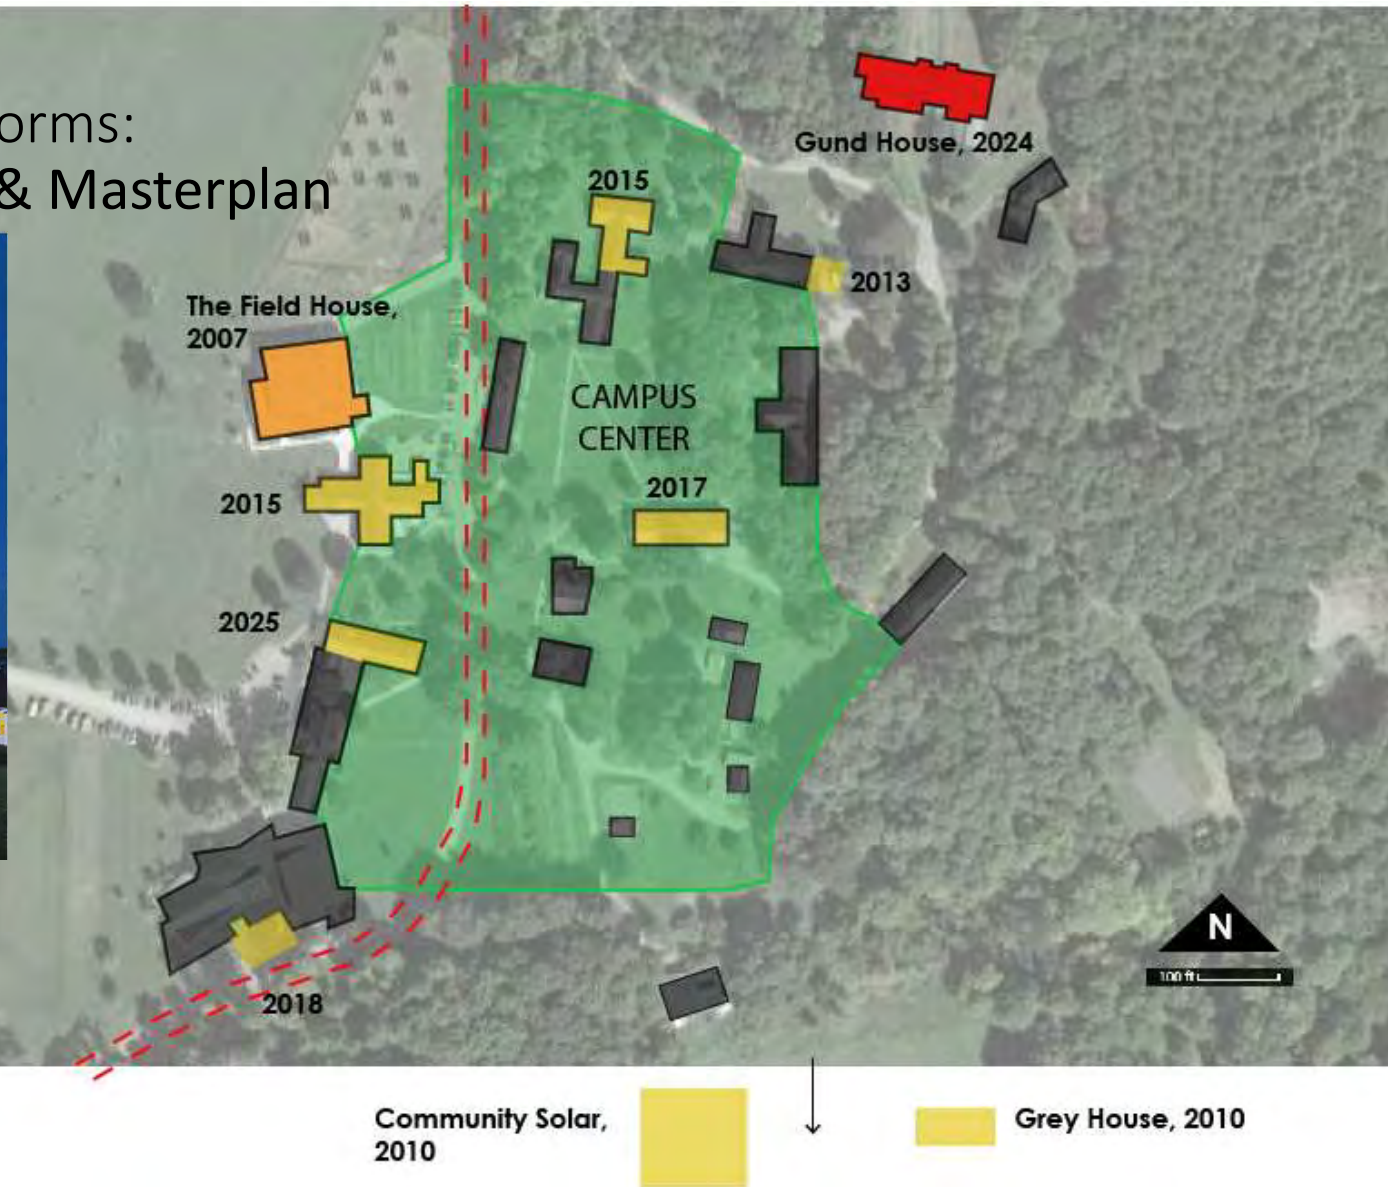 orms:
& Masterplan
Gund House, 2024
2015
2013
The Field House,
2007
CAMPUS
CENTER
2017
2015
2025
N
100 ft
2018
Community Solar,
2010
Grey House, 2010